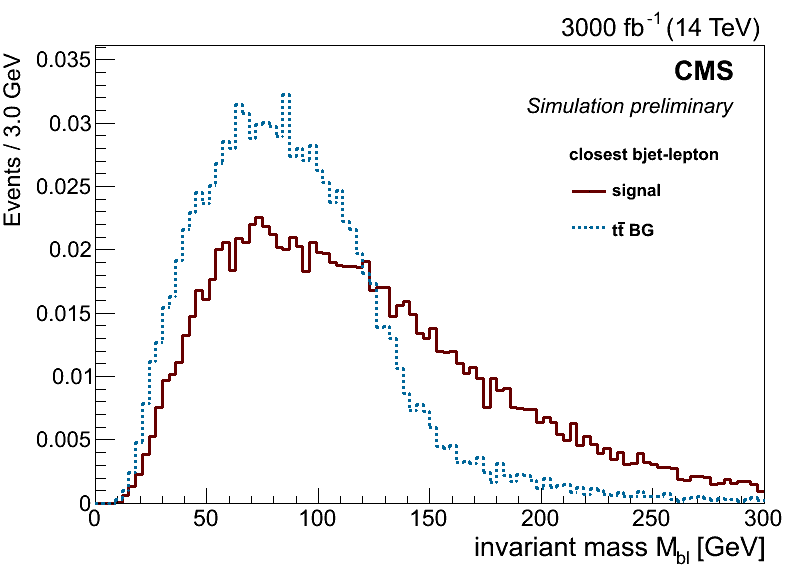 3000 fb⁻¹ (14 TeV)
CMS
Simulation preliminary
closest bjet-lepton
signal
tt̄ BG
Events / 3.0 GeV
0.035
0.03
0.025
0.02
0.015
0.01
0.005
0
0 50 100 150 200 250 300
invariant mass M_bl [GeV]